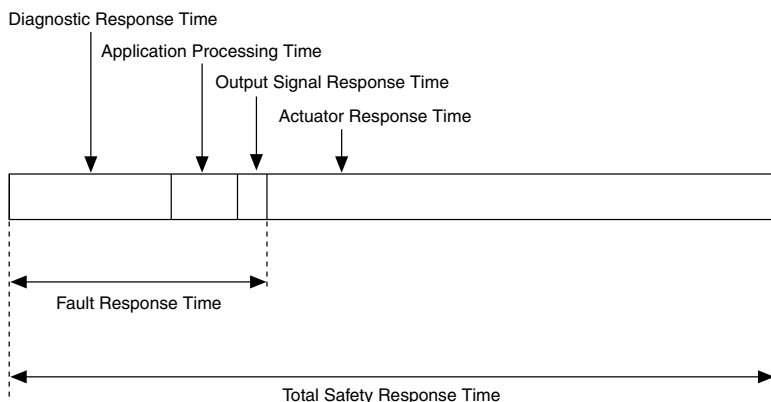 Diagnostic Response Time
Application Processing Time
Output Signal Response Time
Actuator Response Time
Fault Response Time
Total Safety Response Time